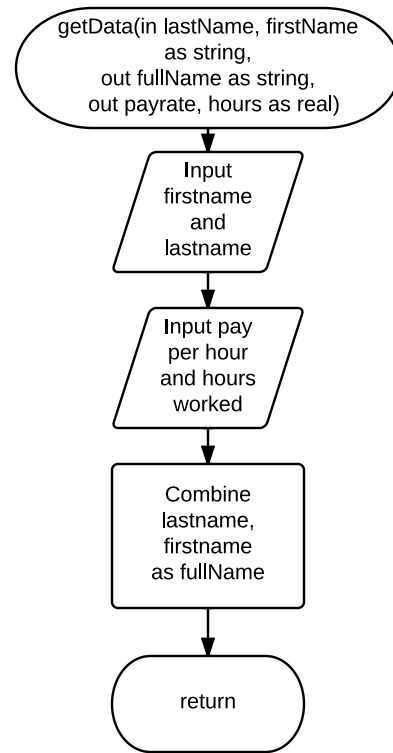 getData(in lastName, firstName
as string,
out fullName as string,
out payrate, hours as real)
Input
firstname
and
lastname
Input pay
per hour
and hours
worked
Combine
lastname,
firstname
as fullName
return